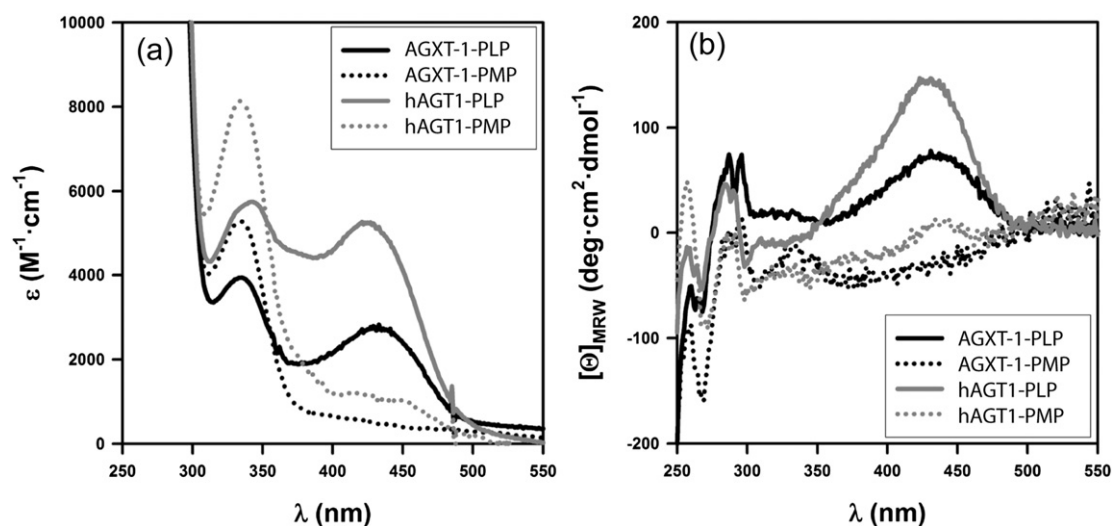 (a)
AGXT-1-PLP
AGXT-1-PMP
hAGT1-PLP
hAGT1-PMP
10000
8000
6000
4000
2000
0
ε (M⁻¹·cm⁻¹)
250 300 350 400 450 500 550
λ (nm)
(b)
200
100
0
-100
-200
[Θ]MRW (deg·cm²·dmol⁻¹)
AGXT-1-PLP
AGXT-1-PMP
hAGT1-PLP
hAGT1-PMP
250 300 350 400 450 500 550
λ (nm)